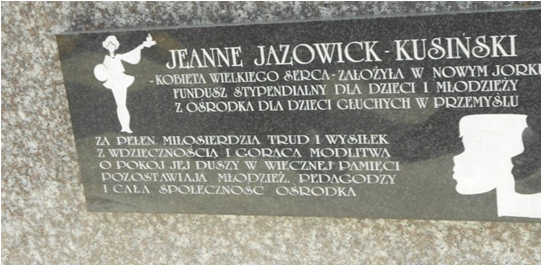 JEANNE JAZOWICK-KUSIŃSKI
-KOBIETA WIELKIEGO SERCA-ZAŁOŻYŁA W NOWYM JORKU
FUNDUSZ STYPENDIALNY DLA DZIECI I MŁODZIEŻY
Z OŚRODKA DLA DZIECI GŁUCHYCH W PRZEMYŚLU
ZA PEŁEN MIŁOSIERDZIA TRUD I WYSIŁEK
Z WDZIĘCZNOŚCIĄ I GORĄCĄ MODLITWĄ
O POKÓJ JEJ DUSZY W WIECZNEJ PAMIĘCI
POZOSTAWIAJĄ MŁODZIEŻ, PEDAGODZY
I CAŁA SPOŁECZNOŚĆ OŚRODKA